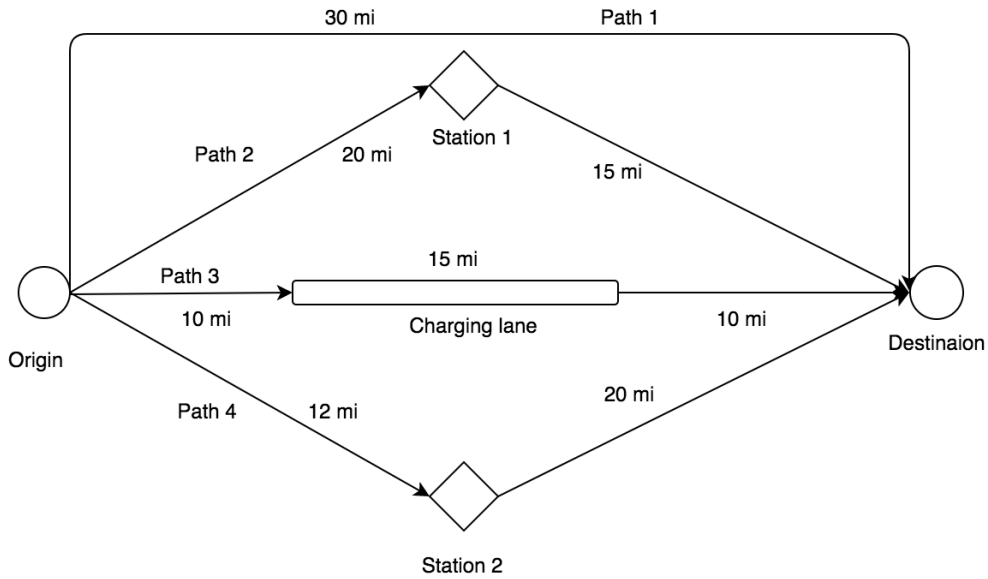 30 mi
Path 1
Station 1
Path 2
20 mi
15 mi
15 mi
Path 3
10 mi
Charging lane
10 mi
Origin
Destinaion
Path 4
12 mi
20 mi
Station 2